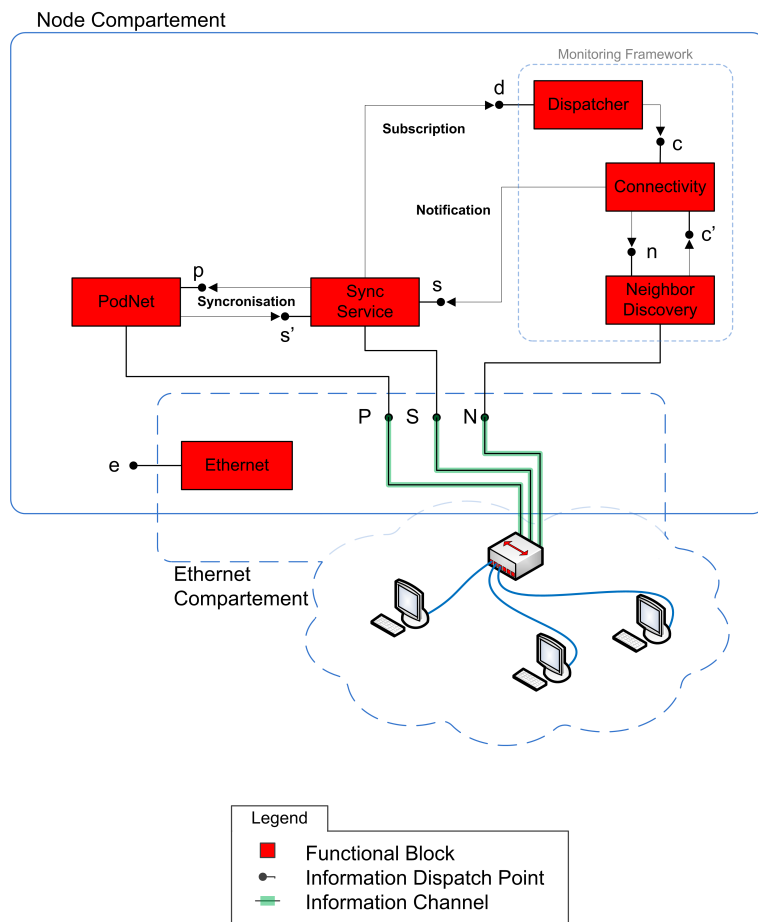 Node Compartement
Monitoring Framework
d
Dispatcher
Subscription
c
Connectivity
Notification
c’
n
p
s
PodNet
Syncronisation
Sync
Service
Neighbor
Discovery
s’
P
S
N
e
Ethernet
Ethernet
Compartement
Legend
Functional Block
Information Dispatch Point
Information Channel